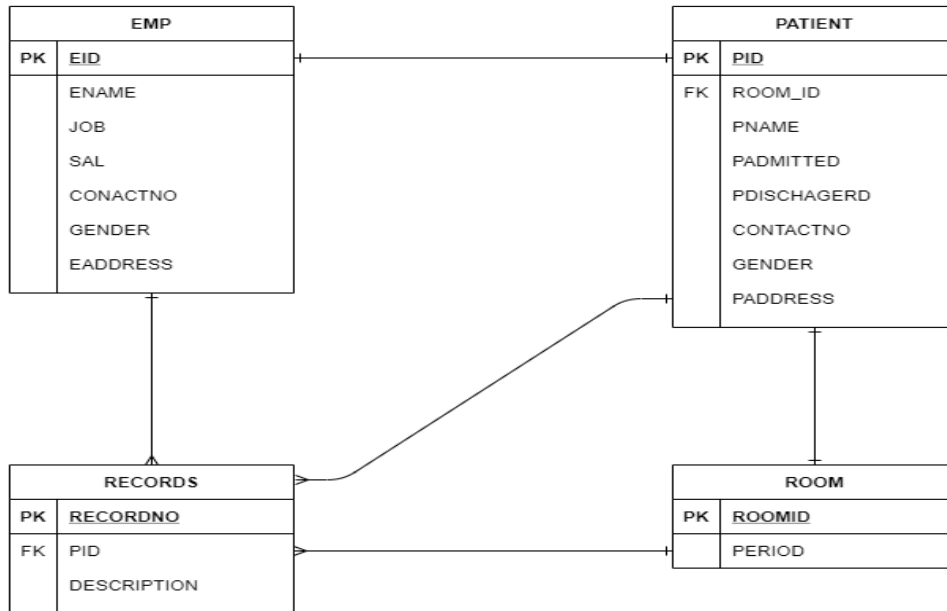 EMP
PK EID
ENAME
JOB
SAL
CONACTNO
GENDER
EADDRESS
PATIENT
PK PID
FK ROOM_ID
PNAME
PADMITTED
PDISCHAGERD
CONTACTNO
GENDER
PADDRESS
RECORDS
PK RECORDNO
FK PID
DESCRIPTION
ROOM
PK ROOMID
PERIOD